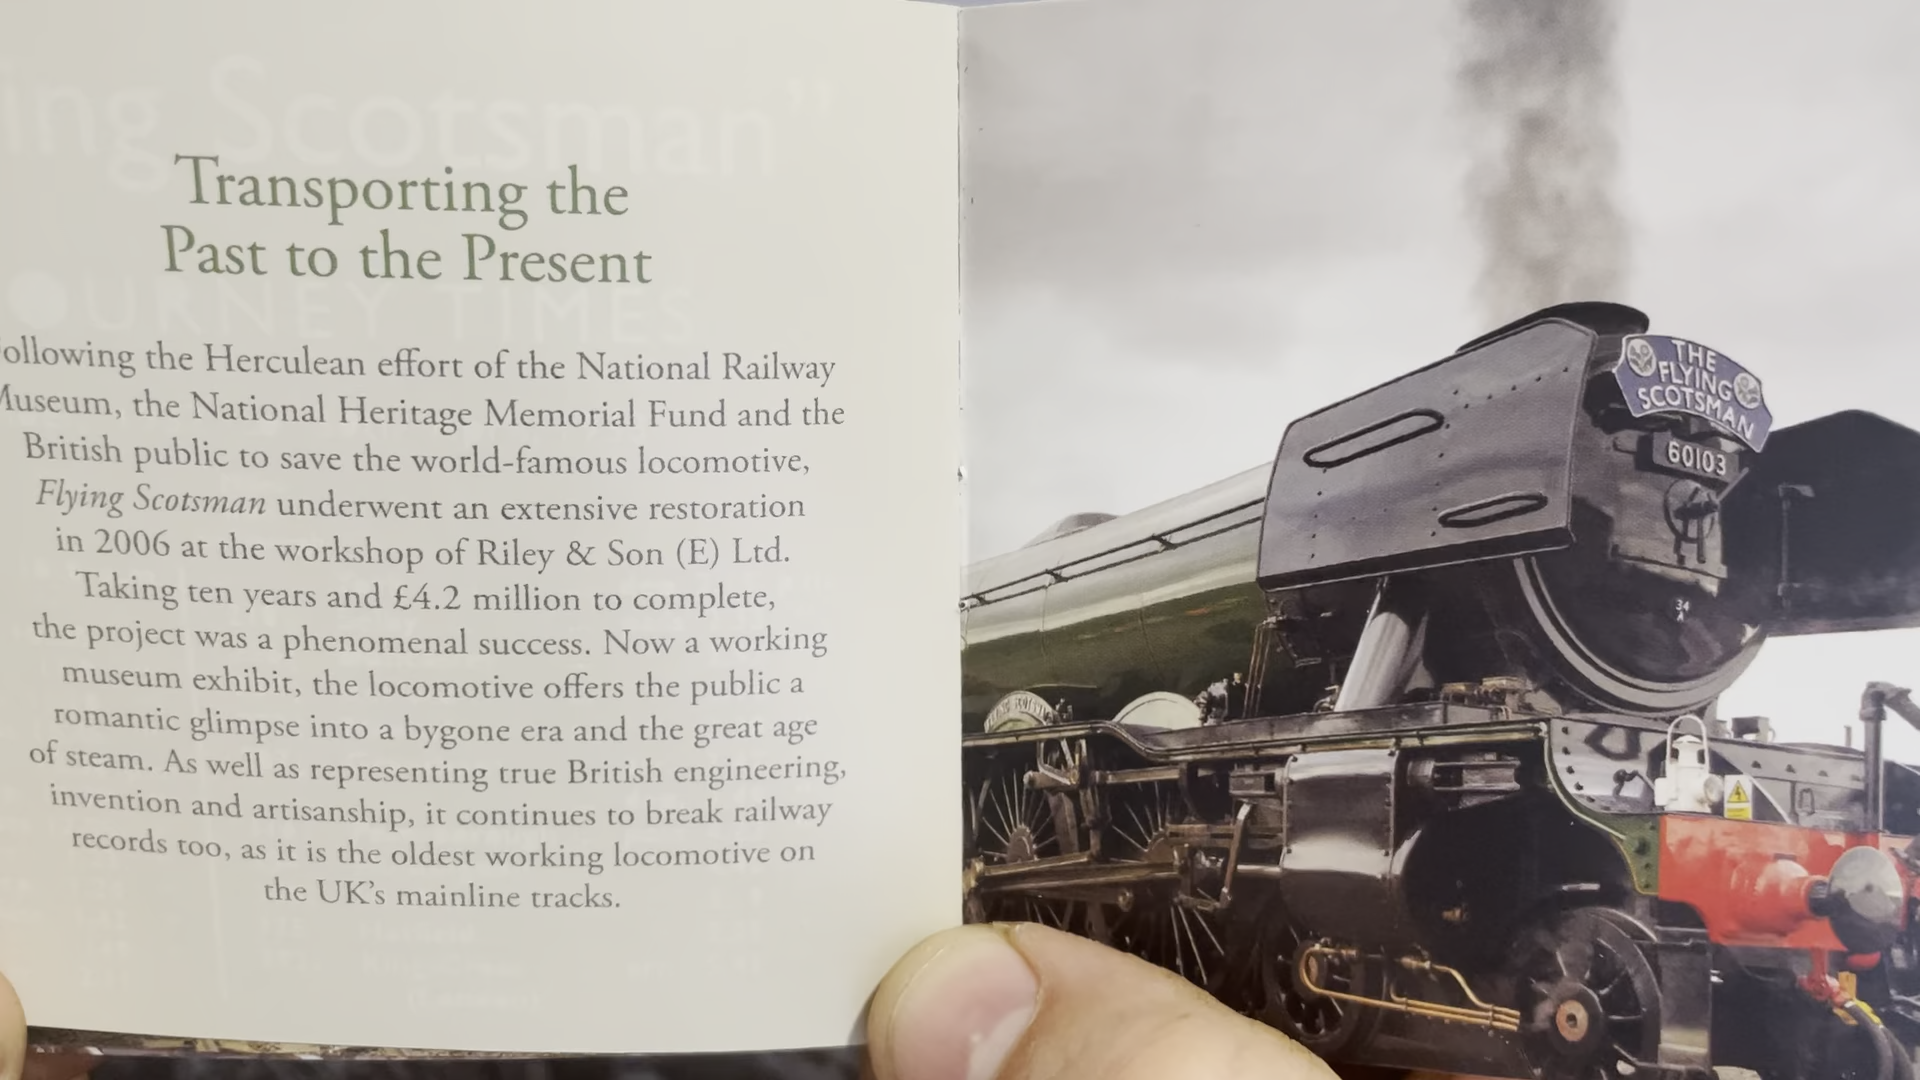 Transporting the
Past to the Present
ollowing the Herculean effort of the National Railway
Museum, the National Heritage Memorial Fund and the
British public to save the world-famous locomotive,
Flying Scotsman underwent an extensive restoration
in 2006 at the workshop of Riley & Son (E) Ltd.
Taking ten years and £4.2 million to complete,
the project was a phenomenal success. Now a working
museum exhibit, the locomotive offers the public a
romantic glimpse into a bygone era and the great age
of steam. As well as representing true British engineering,
invention and artisanship, it continues to break railway
records too, as it is the oldest working locomotive on
the UK's mainline tracks.
THE
FLYING
SCOTSMAN
60103
34
A